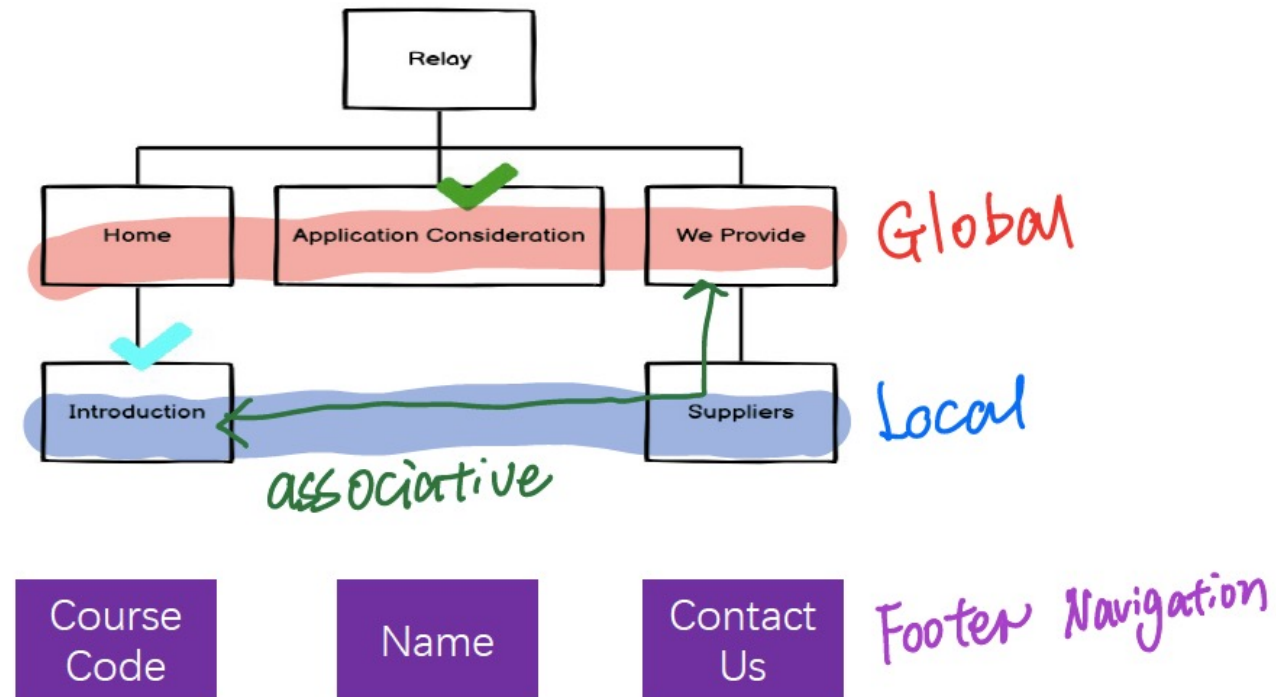 Relay
Home
Application Consideration
We Provide
Global
Introduction
Suppliers
Local
associative
Course
Code
Name
Contact
Us
Footer Navigation